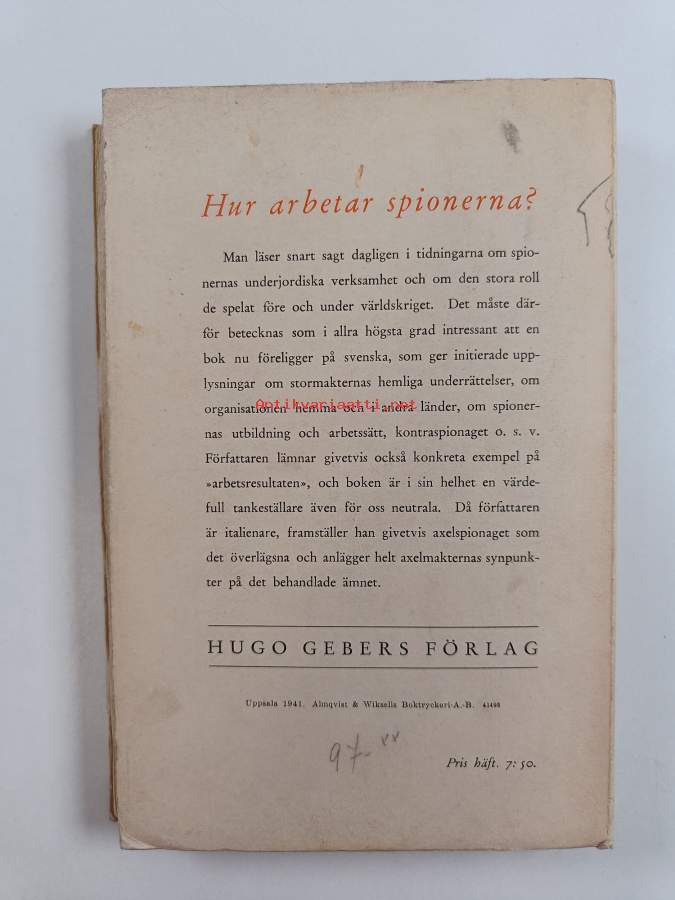 Hur arbetar spionerna?
Man läser snart sagt dagligen i tidningarna om spio-
nernas underjordiska verksamhet och om den stora roll
de spelat före och under världskriget. Det måste där-
för betecknas som i allra högsta grad intressant att en
bok nu föreligger på svenska, som ger initierade upp-
lysningar om stormakternas hemliga underrättelser, om
organisationen hemma och i andra länder, om spioner-
Antikvariaatti.net
nas utbildning och arbetssätt, kontraspionaget o. s. v.
Författaren lämnar givetvis också konkreta exempel på
»arbetsresultaten», och boken är i sin helhet en värde-
full tankeställare även för oss neutrala. Då författaren
är italienare, framställer han givetvis axelspionaget som
det överlägsna och anlägger helt axelmakternas synpunk-
ter på det behandlade ämnet.
HUGO GEBERS FÖRLAG
Uppsala 1941. Almqvist & Wiksells Boktryckeri-A.-B. 41498
97-xx
Pris häft. 7: 50.